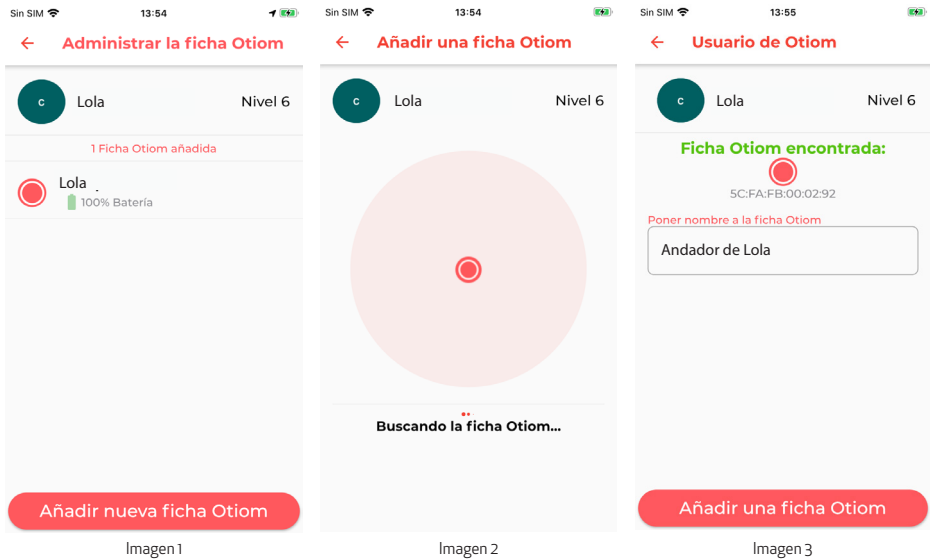 Sin SIM 13:54
Administrar la ficha Otiom
C Lola Nivel 6
1 Ficha Otiom añadida
Lola
100% Batería
Añadir nueva ficha Otiom
Imagen 1
Sin SIM 13:54
Añadir una ficha Otiom
C Lola Nivel 6
Buscando la ficha Otiom...
Imagen 2
Sin SIM 13:55
Usuario de Otiom
C Lola Nivel 6
Ficha Otiom encontrada:
5C:FA:FB:00:02:92
Poner nombre a la ficha Otiom
Andador de Lola
Añadir una ficha Otiom
Imagen 3